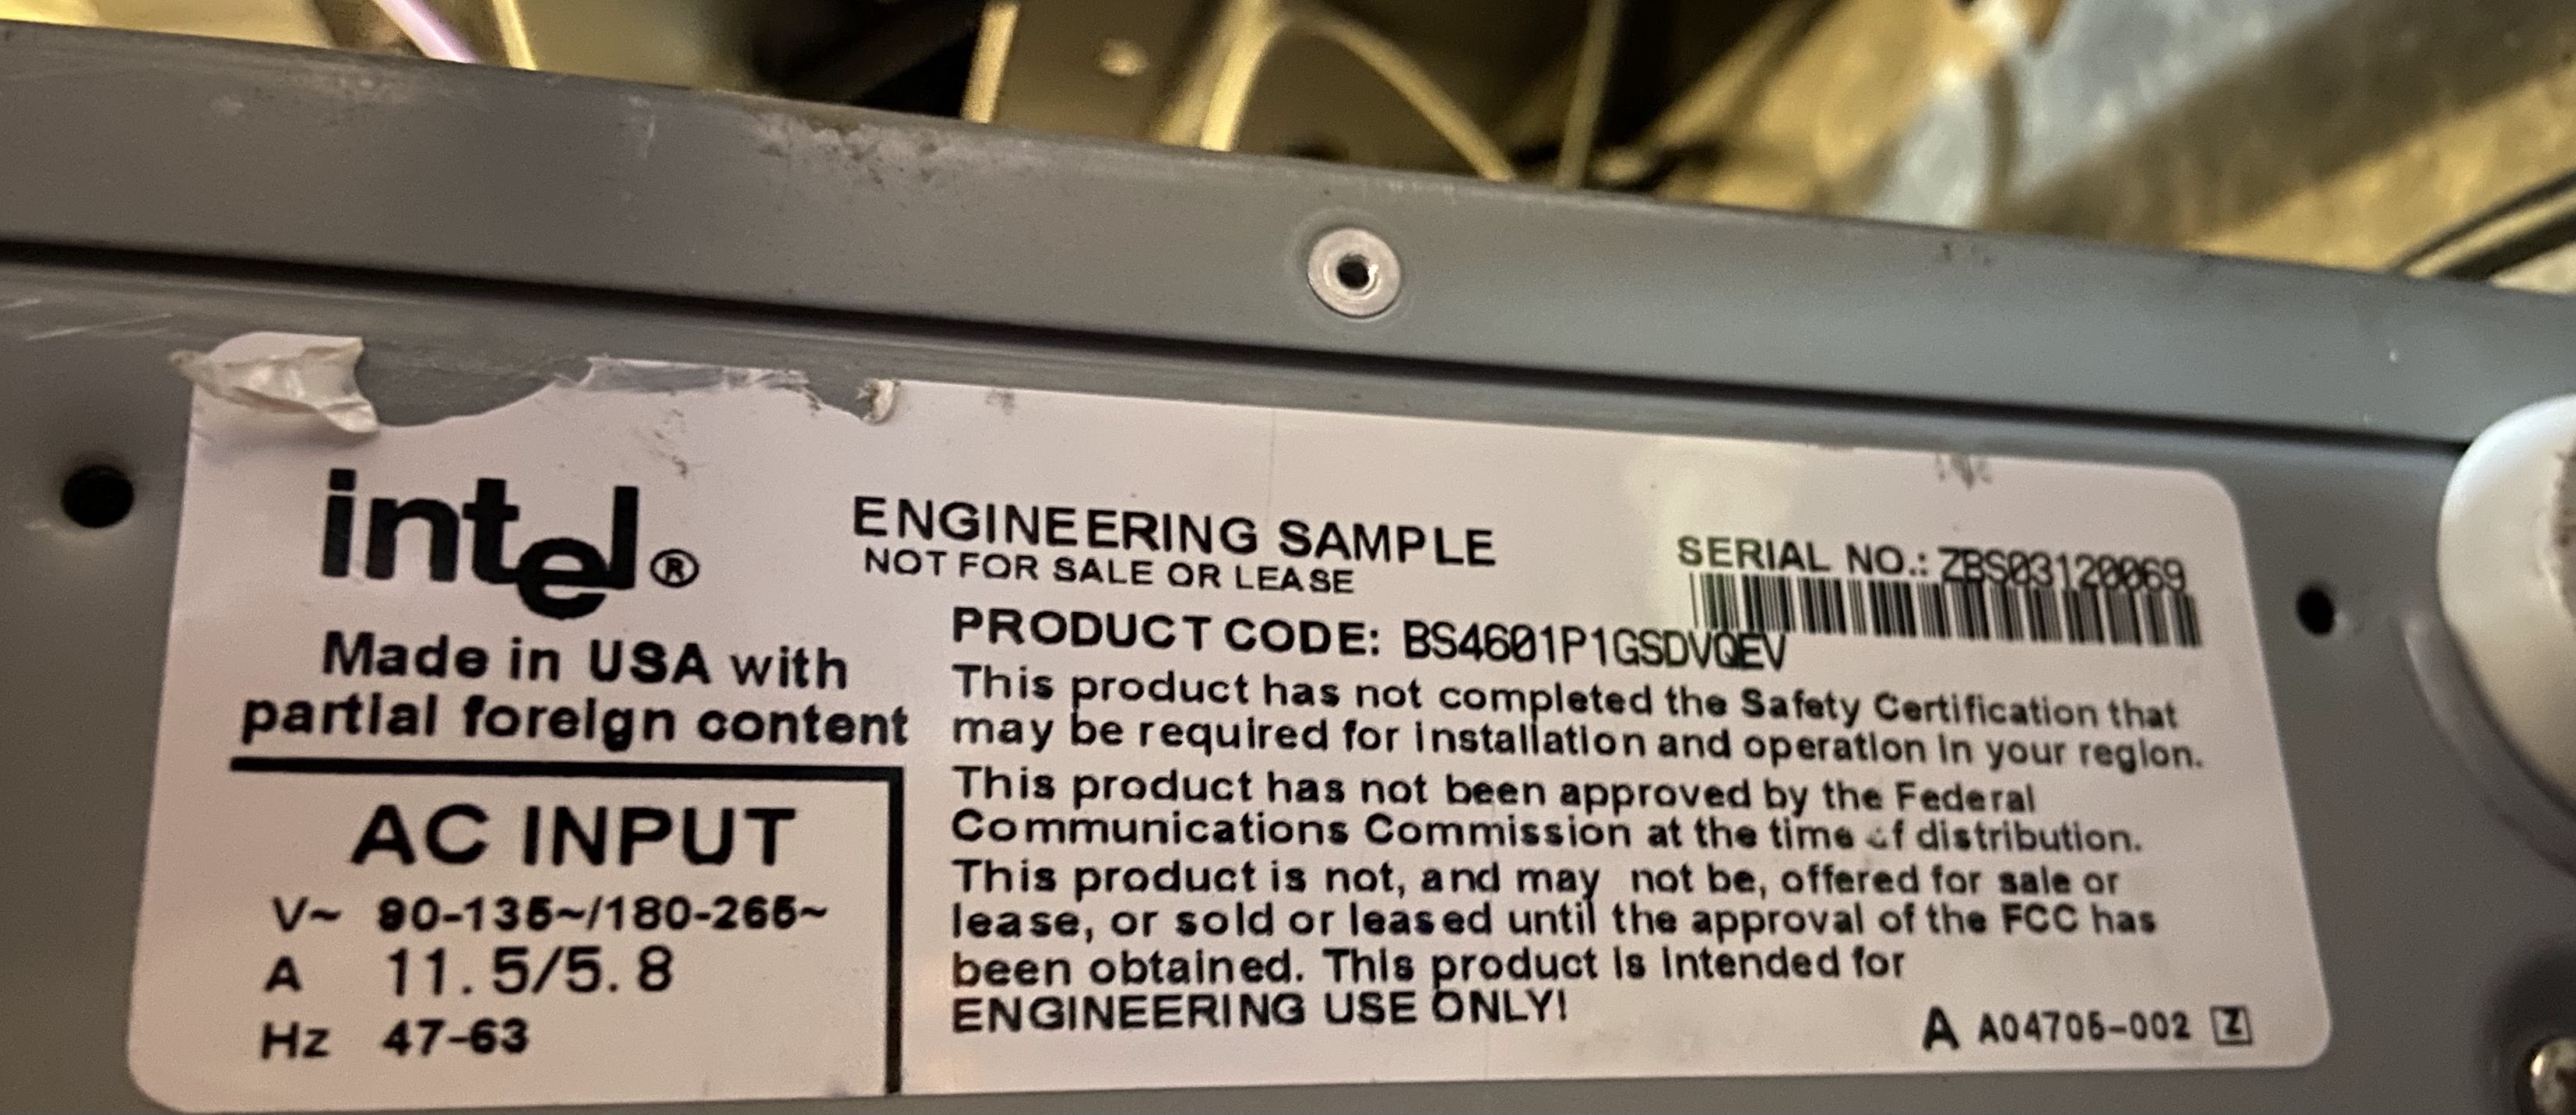 intel®
Made in USA with
partial foreign content
AC INPUT
V~ 90-135~/180-265~
A 11.5/5.8
Hz 47-63
ENGINEERING SAMPLE
NOT FOR SALE OR LEASE
SERIAL NO.: ZBS03120069
PRODUCT CODE: BS4601P1GSDVQEV
This product has not completed the Safety Certification that
may be required for installation and operation in your region.
This product has not been approved by the Federal
Communications Commission at the time of distribution.
This product is not, and may not be, offered for sale or
lease, or sold or leased until the approval of the FCC has
been obtained. This product is intended for
ENGINEERING USE ONLY!
A A04705-002 Z